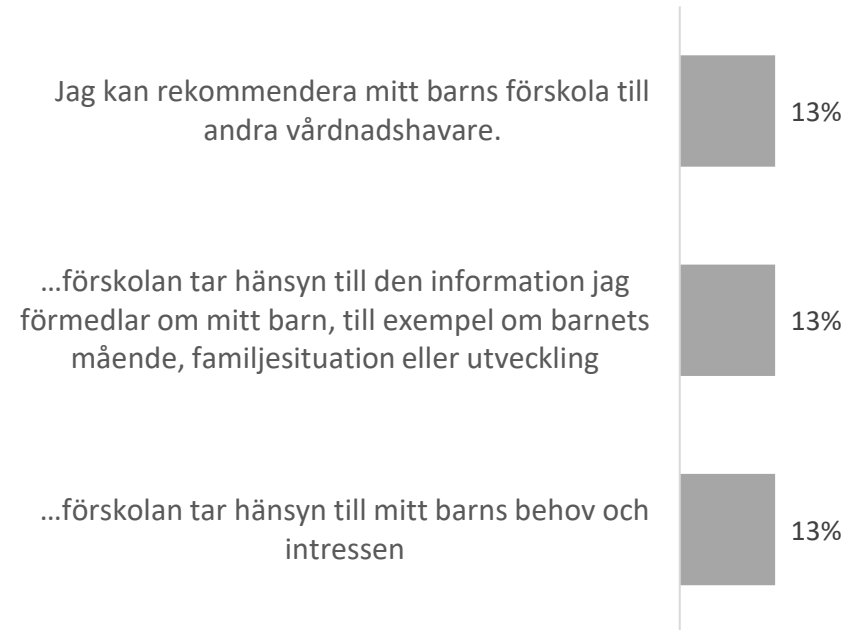 Jag kan rekommendera mitt barns förskola till
andra vårdnadshavare.
13%
...förskolan tar hänsyn till den information jag
förmedlar om mitt barn, till exempel om barnets
mående, familjesituation eller utveckling
13%
...förskolan tar hänsyn till mitt barns behov och
intressen
13%